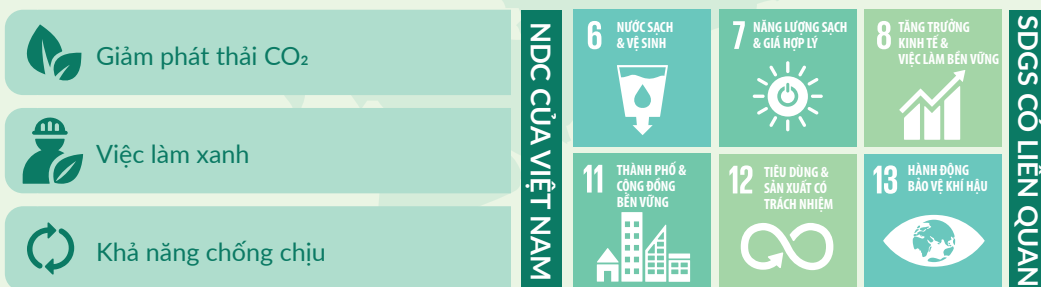 Giảm phát thải CO₂
Việc làm xanh
Khả năng chống chịu
NDC CỦA VIỆT NAM
6 NƯỚC SẠCH
& VỆ SINH
7 NĂNG LƯỢNG SẠCH
& GIÁ HỢP LÝ
8 TĂNG TRƯỞNG
KINH TẾ &
VIỆC LÀM BỀN VỮNG
11 THÀNH PHỐ &
CỘNG ĐỒNG
BỀN VỮNG
12 TIÊU DÙNG &
SẢN XUẤT CÓ
TRÁCH NHIỆM
13 HÀNH ĐỘNG
BẢO VỆ KHÍ HẬU
SDGS CÓ LIÊN QUAN